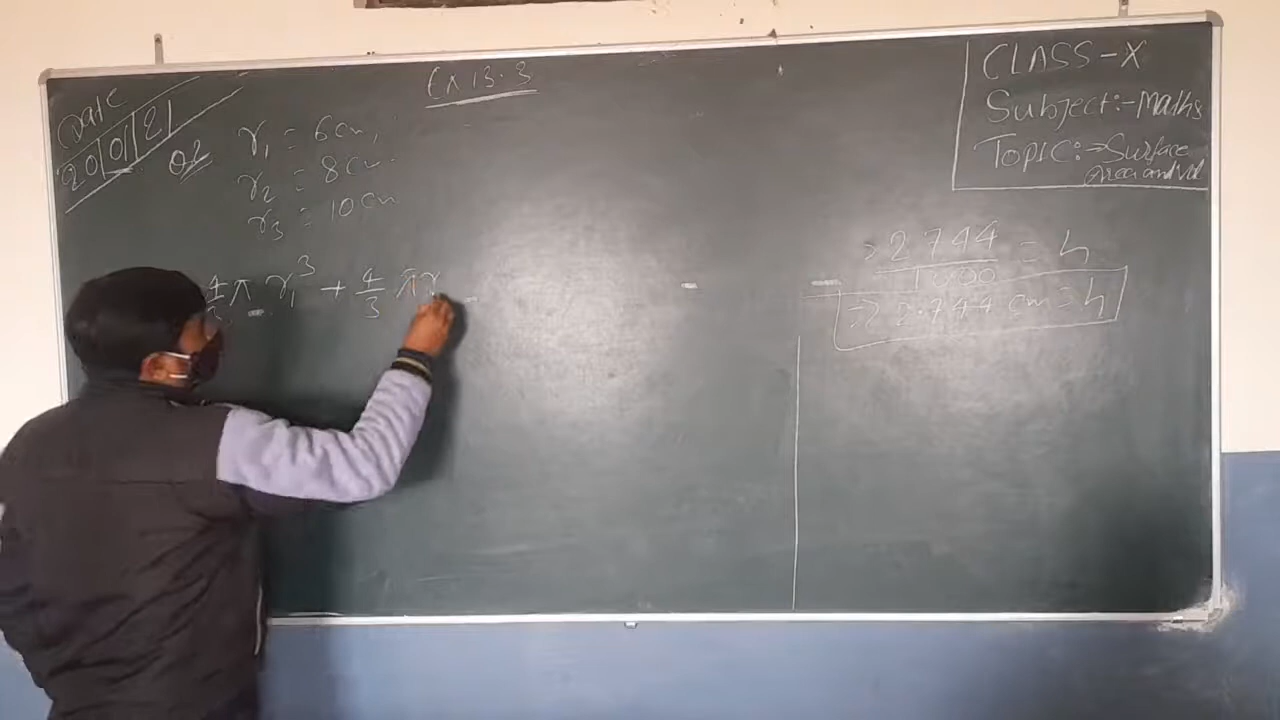 Ex 13.3
Date
20/01/21
Q2
r₁ = 6cm,
r₂ = 8cm.
r₃ = 10cm
4/3 π r₁³ + 4/3 πr
CLASS-X
Subject:-Maths
Topic:→Surface
Area and Vol
⇒ 2744/1000 = h
⇒ 2.744 cm = h